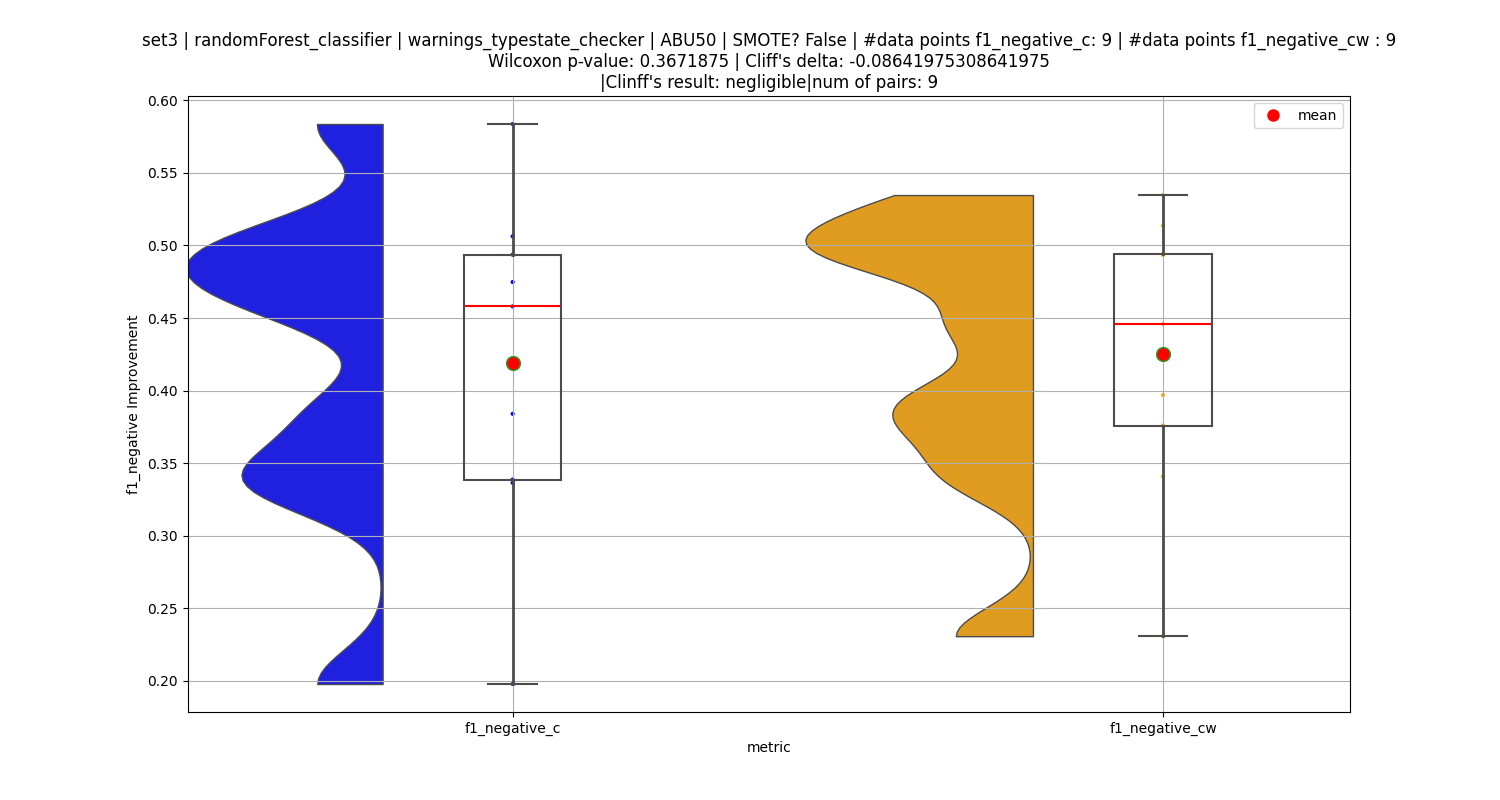 set3 | randomForest_classifier | warnings_typestate_checker | ABU50 | SMOTE? False | #data points f1_negative_c: 9 | #data points f1_negative_cw : 9
Wilcoxon p-value: 0.3671875 | Cliff's delta: -0.08641975308641975
|Clinff's result: negligible|num of pairs: 9
mean
0.60
0.55
0.50
0.45
0.40
0.35
0.30
0.25
0.20
f1_negative Improvement
f1_negative_c
f1_negative_cw
metric